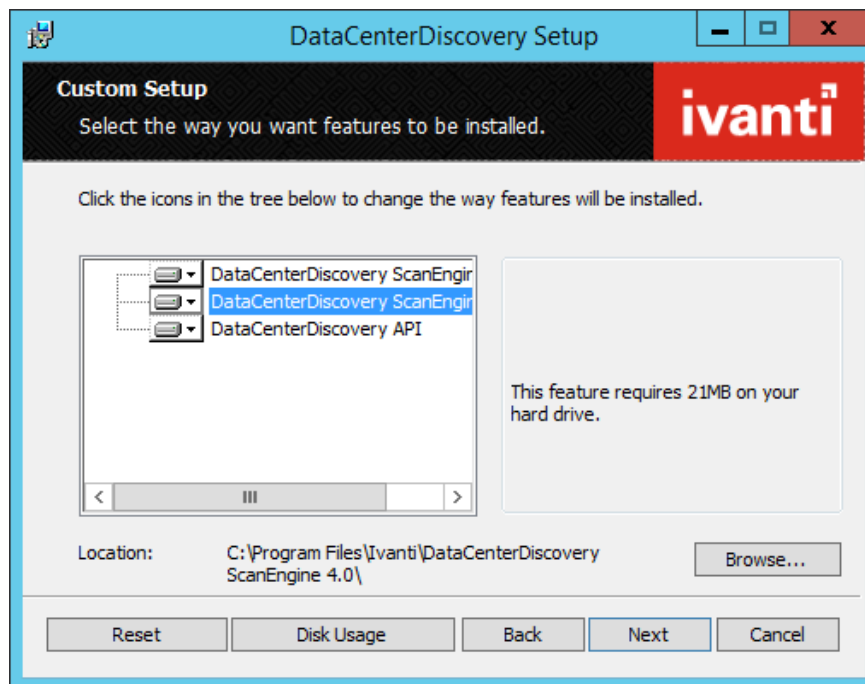 DataCenterDiscovery Setup
Custom Setup
Select the way you want features to be installed.
ivanti
Click the icons in the tree below to change the way features will be installed.
DataCenterDiscovery ScanEngin
DataCenterDiscovery ScanEngin
DataCenterDiscovery API
This feature requires 21MB on your
hard drive.
Location:
C:\Program Files\Ivanti\DataCenterDiscovery
ScanEngine 4.0\
Browse...
Reset
Disk Usage
Back
Next
Cancel